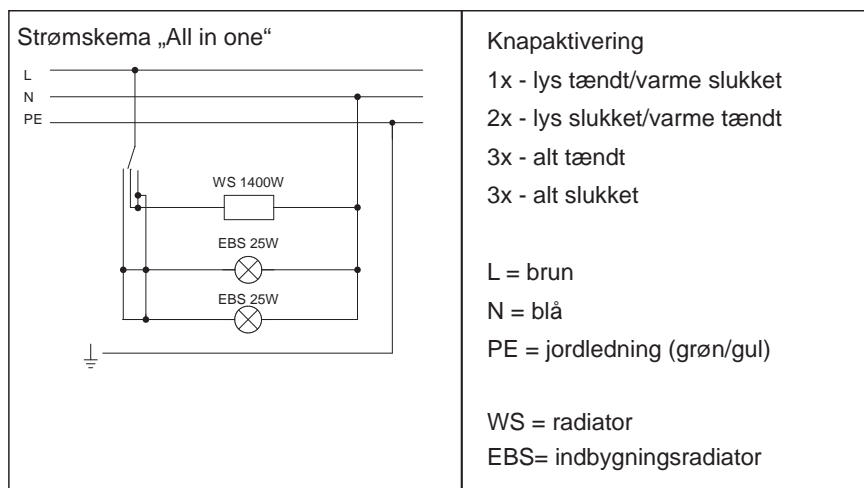 Strømskema „All in one“
L
N
PE
WS 1400W
EBS 25W
EBS 25W
Knapaktivering
1x - lys tændt/varme slukket
2x - lys slukket/varme tændt
3x - alt tændt
3x - alt slukket
L = brun
N = blå
PE = jordledning (grøn/gul)
WS = radiator
EBS= indbygningsradiator